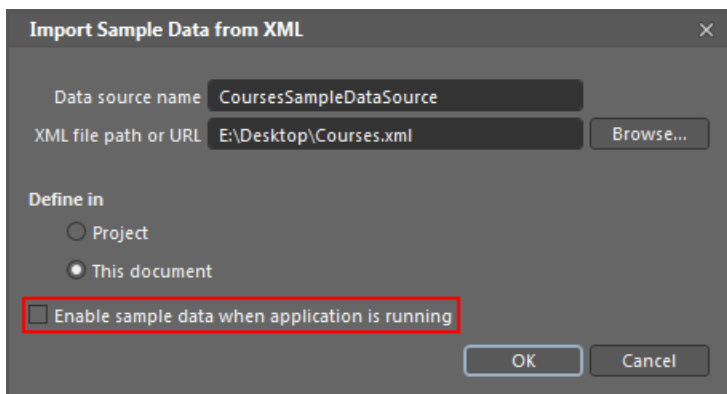 Import Sample Data from XML
Data source name CoursesSampleDataSource
XML file path or URL E:\Desktop\Courses.xml Browse...
Define in
Project
This document
Enable sample data when application is running
OK Cancel